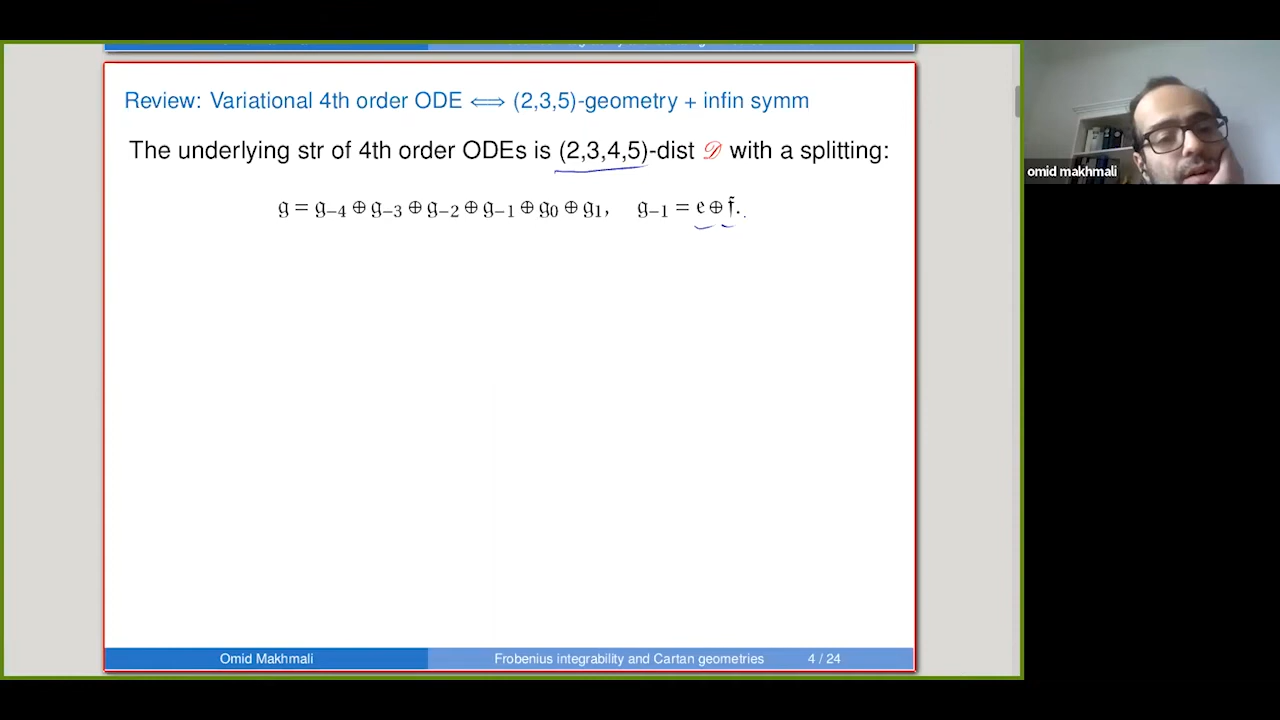 Review: Variational 4th order ODE ⟺ (2,3,5)-geometry + infin symm
The underlying str of 4th order ODEs is (2,3,4,5)-dist 𝒟 with a splitting:
𝔤 = 𝔤₋₄ ⊕ 𝔤₋₃ ⊕ 𝔤₋₂ ⊕ 𝔤₋₁ ⊕ 𝔤₀ ⊕ 𝔤₁, 𝔤₋₁ = 𝔢 ⊕ 𝔣.
omid makhmali
Omid Makhmali Frobenius integrability and Cartan geometries 4 / 24